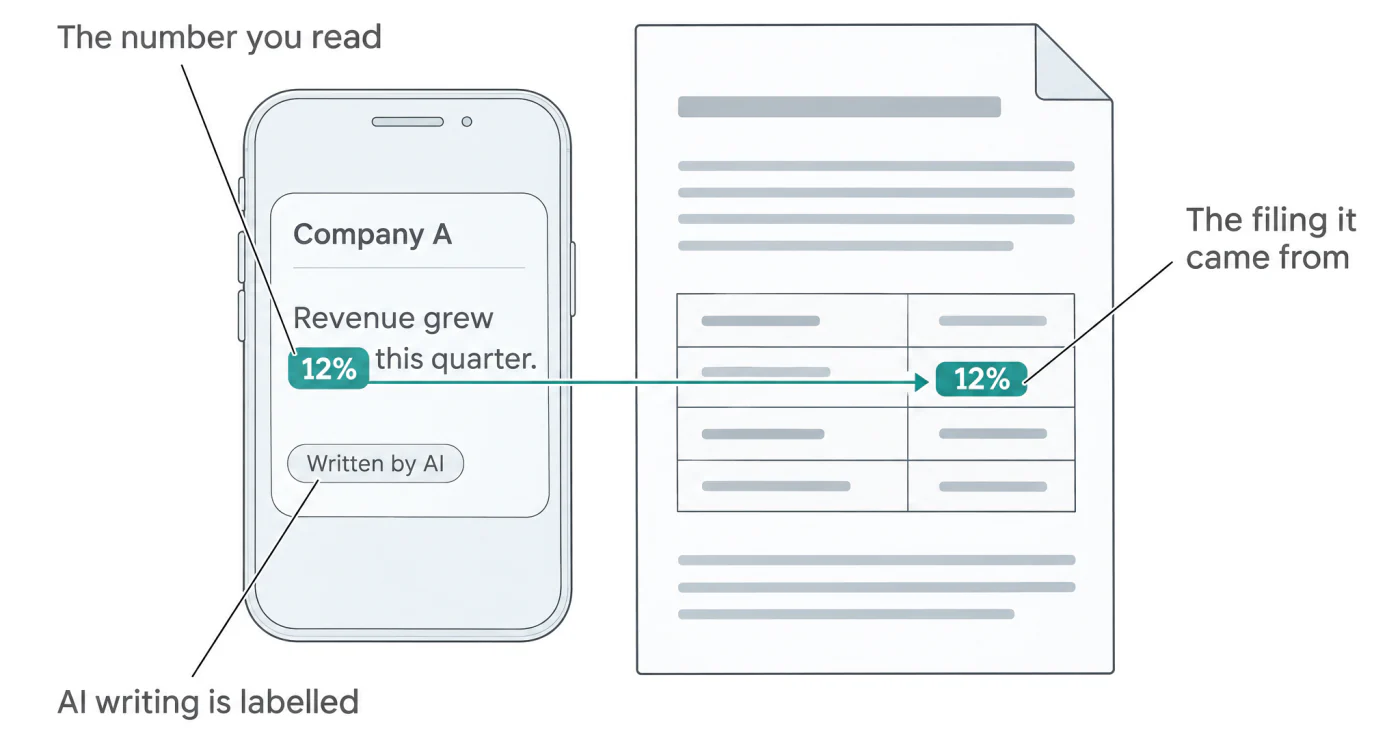 The number you read
Company A
Revenue grew
12% this quarter.
Written by AI
AI writing is labelled
12%
The filing it
came from